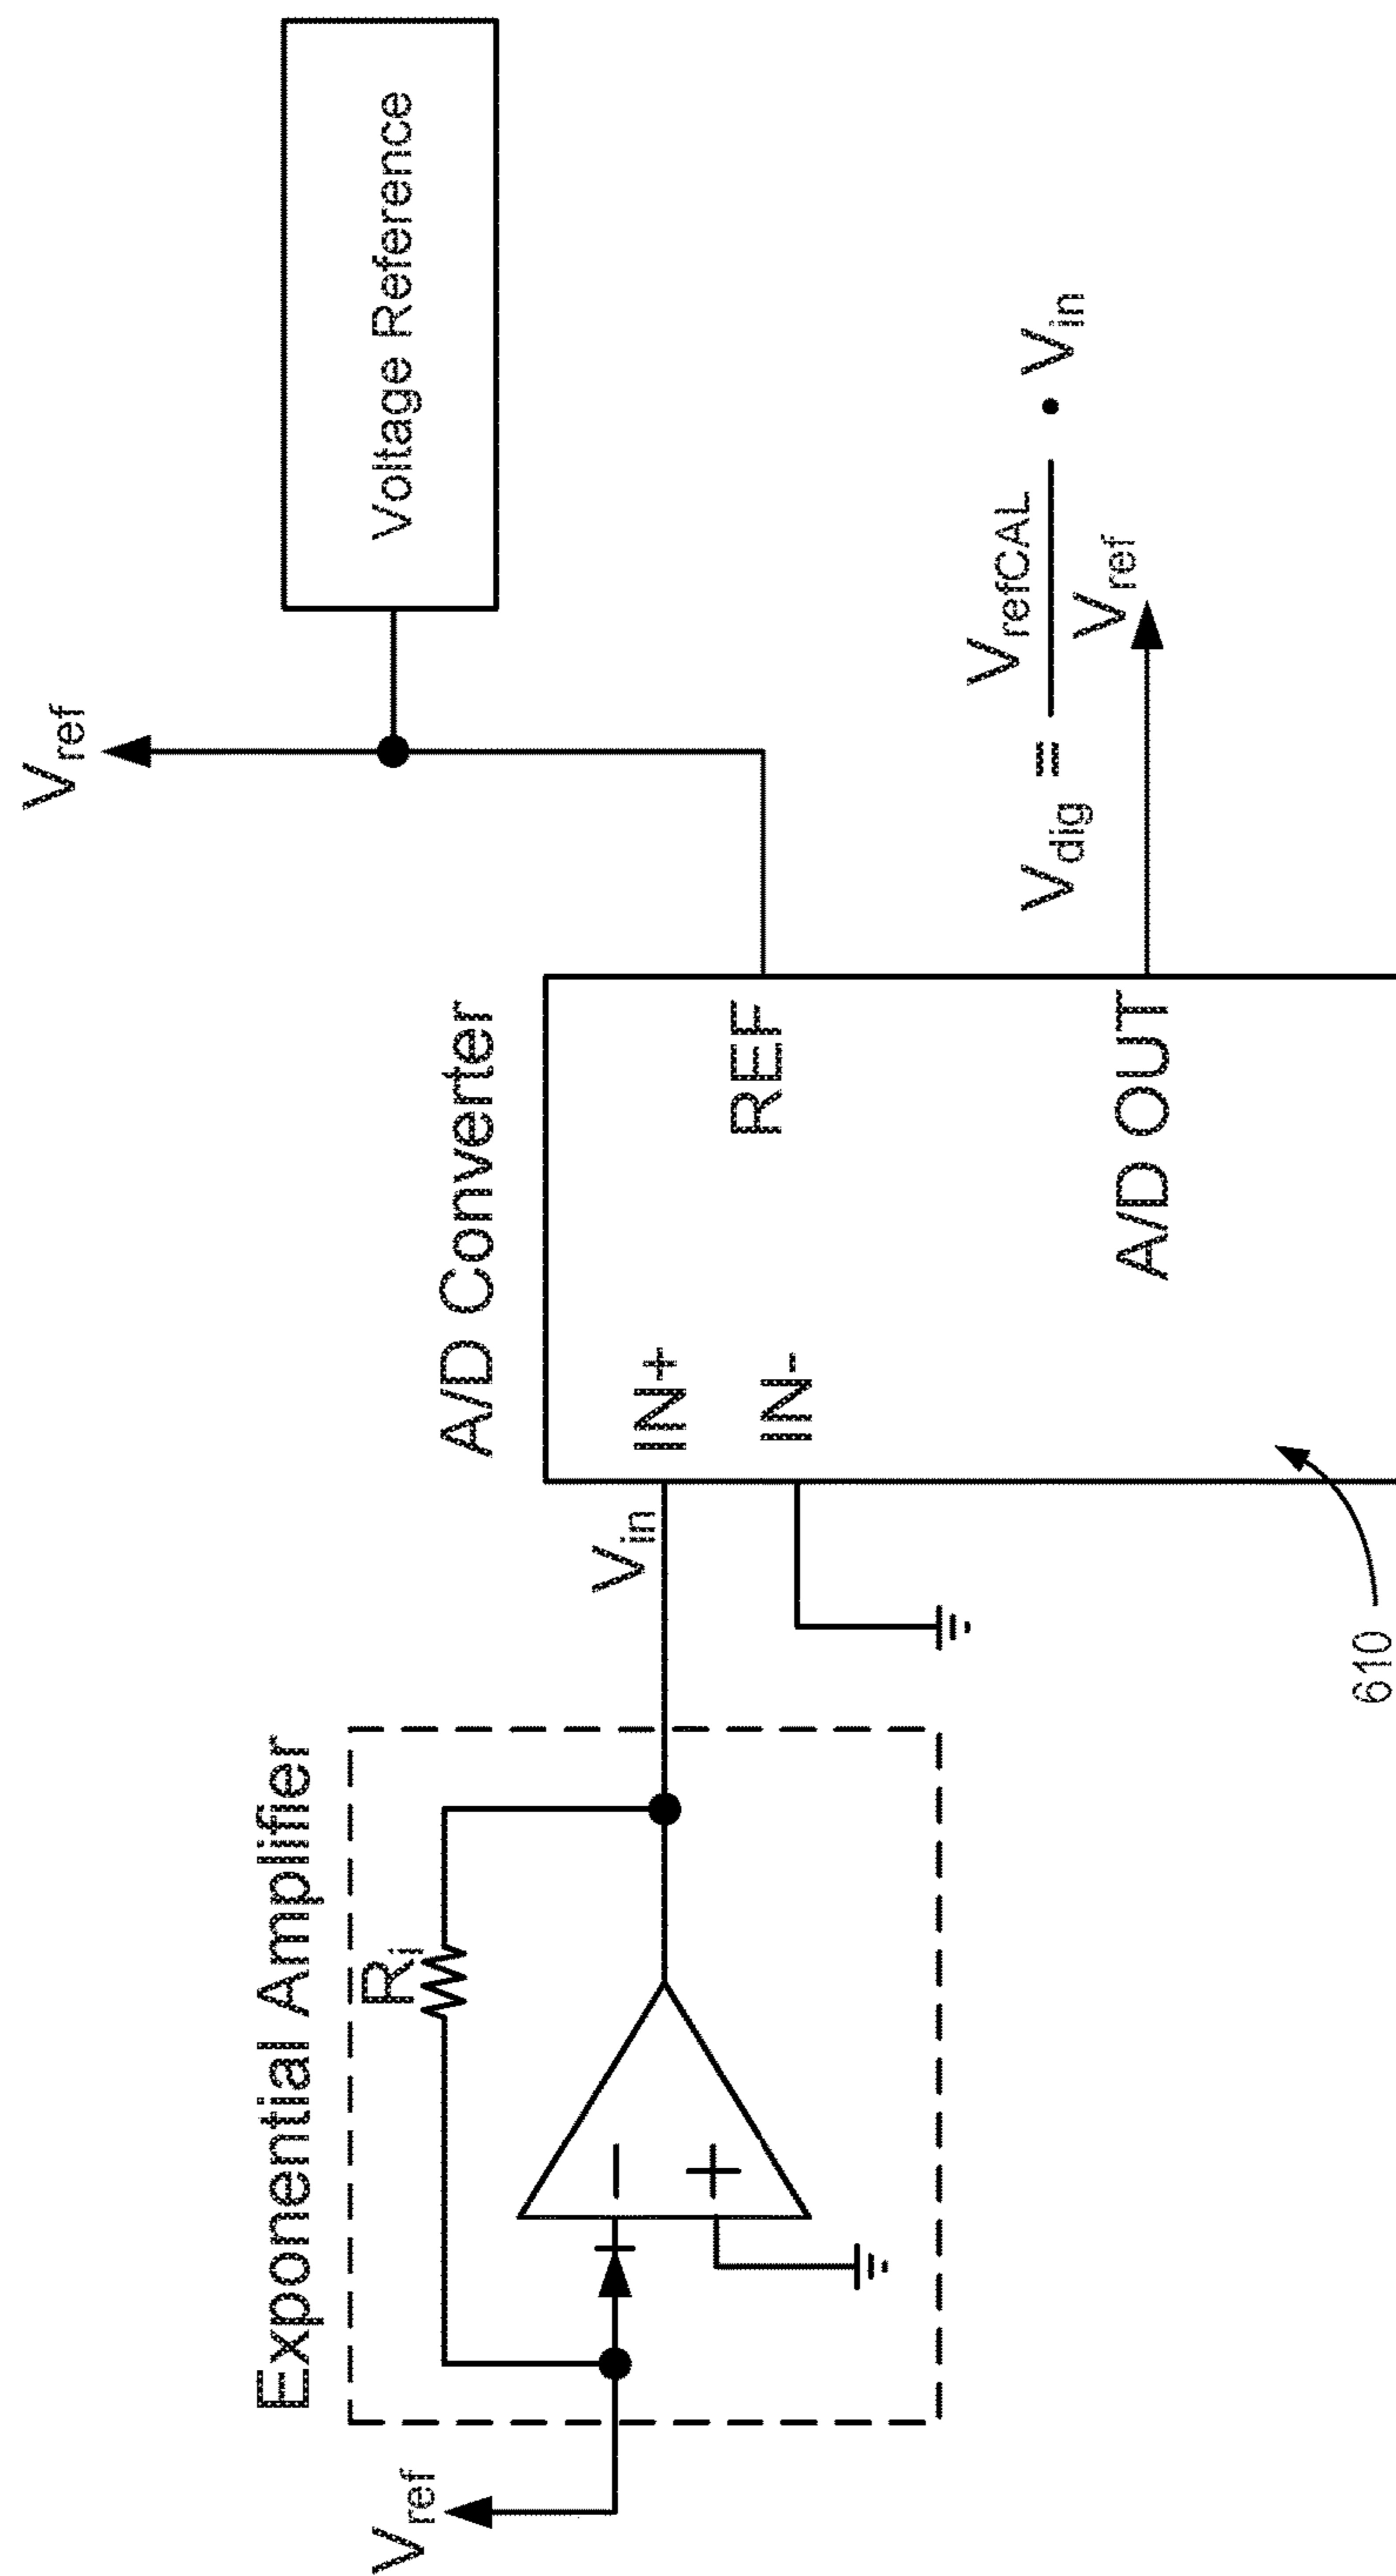 Exponential Amplifier
V_ref
R_i
−
+
V_in
A/D Converter
IN+
IN-
REF
A/D OUT
610
V_ref
Voltage Reference
V_dig = V_refCAL / V_ref • V_in